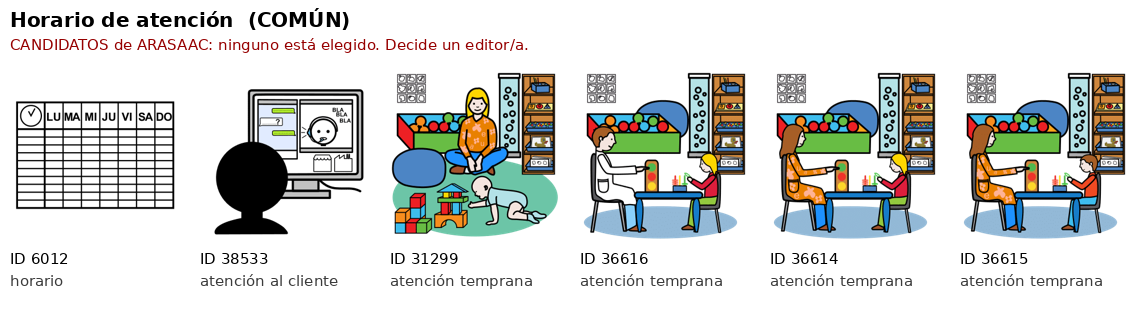 Horario de atención (COMÚN)
CANDIDATOS de ARASAAC: ninguno está elegido. Decide un editor/a.
LU MA MI JU VI SA DO
?
BLA
BLA
BLA
ID 6012
horario
ID 38533
atención al cliente
ID 31299
atención temprana
ID 36616
atención temprana
ID 36614
atención temprana
ID 36615
atención temprana